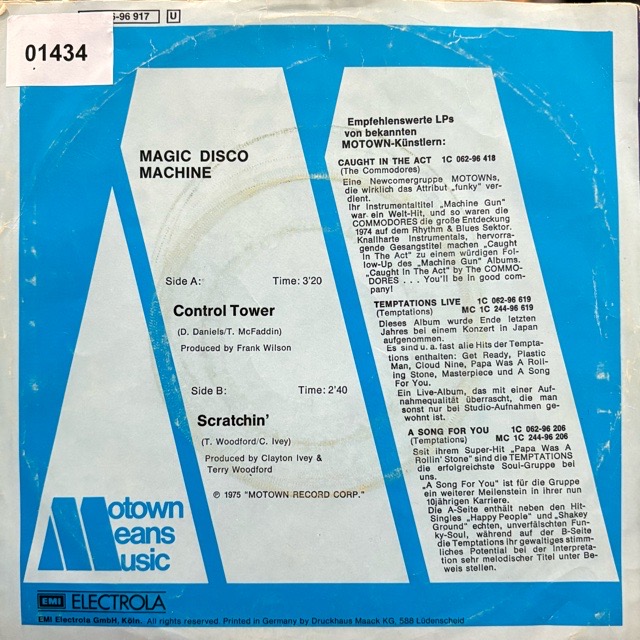 5-96 917 U
01434
MAGIC DISCO
MACHINE
Side A: Time: 3'20
Control Tower
(D. Daniels/T. McFaddin)
Produced by Frank Wilson
Side B: Time: 2'40
Scratchin'
(T. Woodford/C. Ivey)
Produced by Clayton Ivey &
Terry Woodford
℗ 1975 "MOTOWN RECORD CORP."
Empfehlenswerte LPs
von bekannten
MOTOWN-Künstlern:
CAUGHT IN THE ACT 1C 062-96 418
(The Commodores)
Eine Newcomergruppe MOTOWNs,
die wirklich das Attribut „funky" ver-
dient.
Ihr Instrumentaltitel „Machine Gun"
war ein Welt-Hit, und so waren die
COMMODORES die große Entdeckung
1974 auf dem Rhythm & Blues Sektor.
Knallharte Instrumentals, hervorra-
gende Gesangstitel machen „Caught
In The Act" zu einem würdigen Fol-
low-Up des „Machine Gun" Albums.
„Caught In The Act" by The COMMO-
DORES . . . You'll be in good com-
pany!
TEMPTATIONS LIVE 1C 062-96 619
(Temptations) MC 1C 244-96 619
Dieses Album wurde Ende letzten
Jahres bei einem Konzert in Japan
aufgenommen.
Es sind u. a. fast alle Hits der Tempta-
tions enthalten: Get Ready, Plastic
Man, Cloud Nine, Papa Was A Roll-
ing Stone, Masterpiece und A Song
For You.
Ein Live-Album, das mit einer Auf-
nahmequalität überrascht, die man
sonst nur bei Studio-Aufnahmen ge-
wohnt ist.
A SONG FOR YOU 1C 062-96 206
(Temptations) MC 1C 244-96 206
Seit ihrem Super-Hit „Papa Was A
Rollin' Stone" sind die TEMPTATIONS
die erfolgreichste Soul-Gruppe bei
uns.
„A Song For You" ist für die Gruppe
ein weiterer Meilenstein in ihrer nun
10jährigen Karriere.
Die A-Seite enthält neben den Hit-
Singles „Happy People" und „Shakey
Ground" echten, unverfälschten Fun-
ky-Soul, während auf der B-Seite
die Temptations ihr gewaltiges stimm-
liches Potential bei der Interpreta-
tion sehr melodischer Titel unter Be-
weis stellen.
Motown
Means
Music
EMI ELECTROLA
EMI Electrola GmbH, Köln. All rights reserved. Printed in Germany by Druckhaus Maack KG, 588 Lüdenscheid